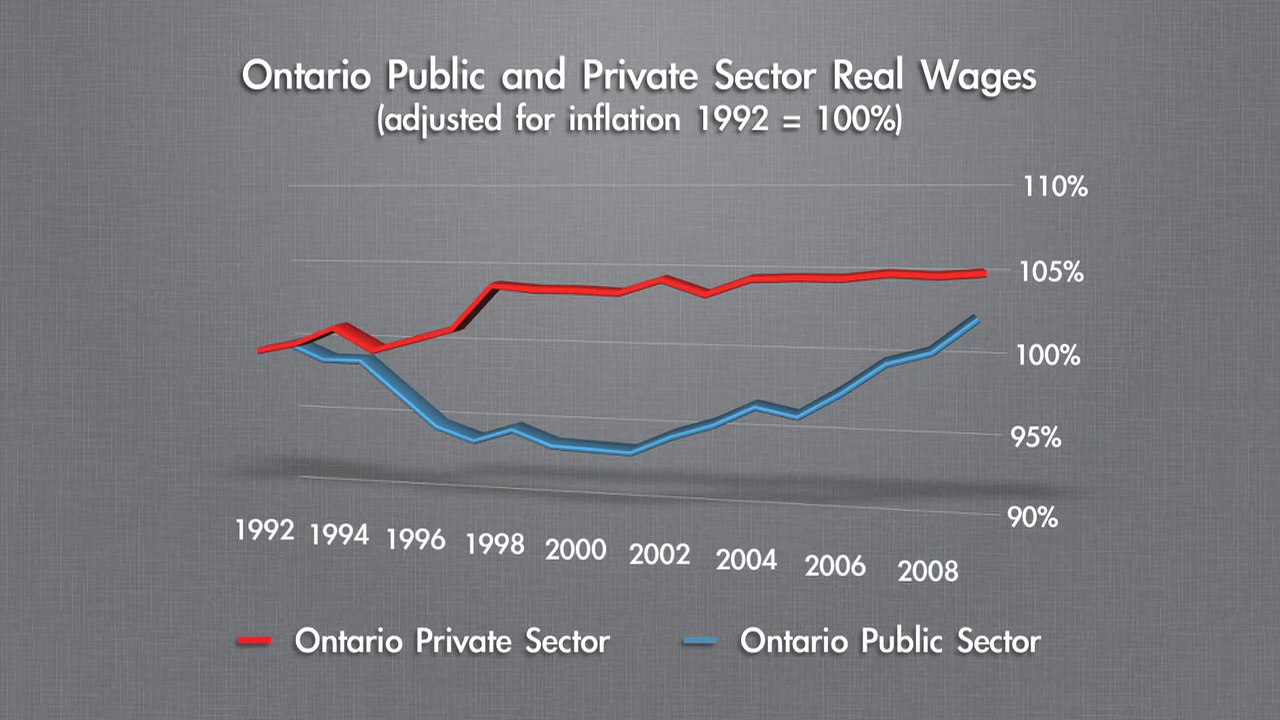 Ontario Public and Private Sector Real Wages
(adjusted for inflation 1992 = 100%)
110%
105%
100%
95%
90%
1992 1994 1996 1998 2000 2002 2004 2006 2008
Ontario Private Sector Ontario Public Sector